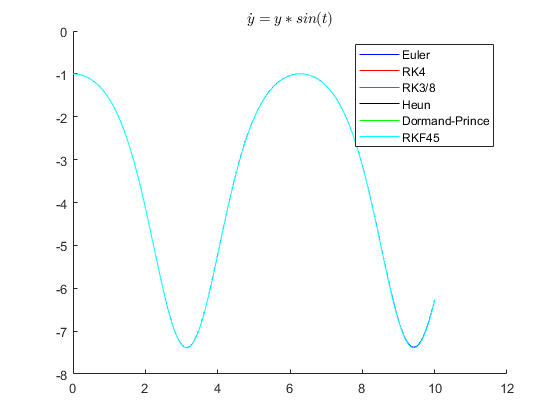 ẏ = y ∗ sin(t)
0
-1
-2
-3
-4
-5
-6
-7
-8
Euler
RK4
RK3/8
Heun
Dormand-Prince
RKF45
0 2 4 6 8 10 12